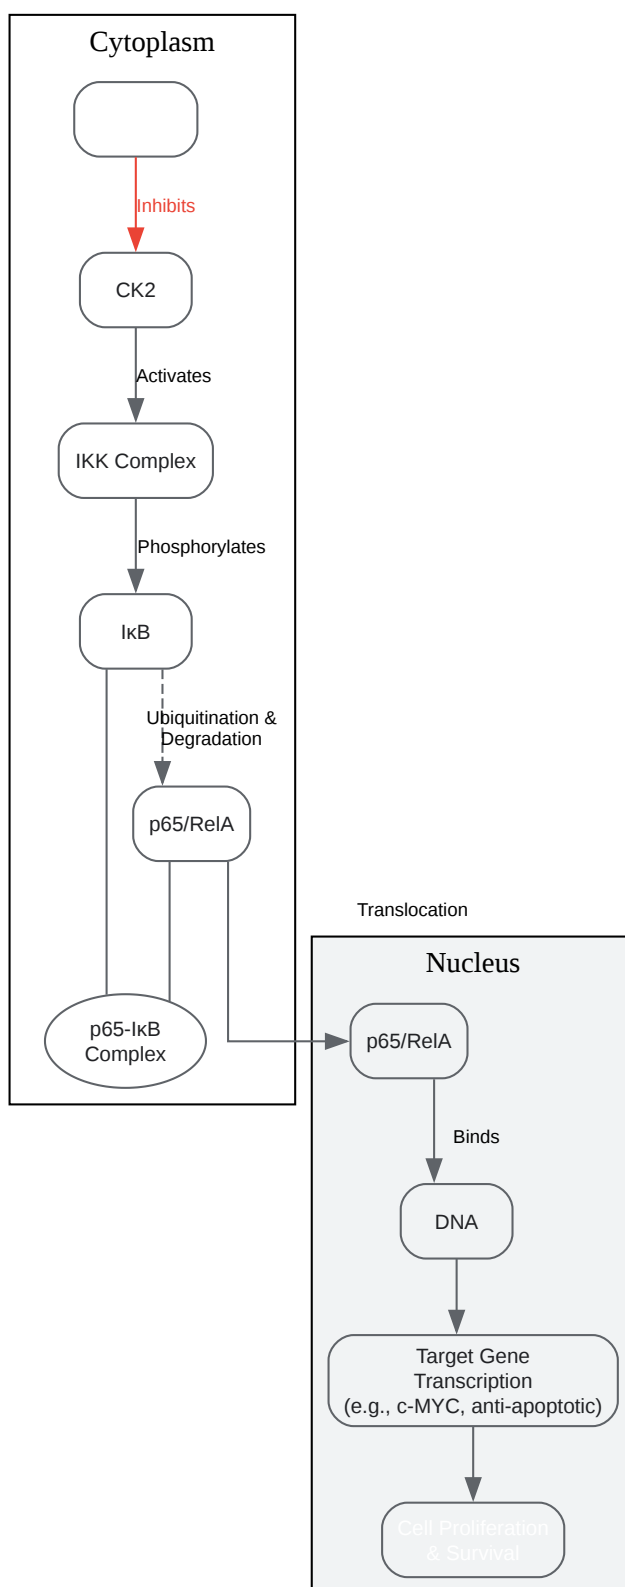 Cytoplasm
Inhibits
CK2
Activates
IKK Complex
Phosphorylates
IκB
Ubiquitination &
Degradation
p65/RelA
p65-IκB
Complex
Translocation
Nucleus
p65/RelA
Binds
DNA
Target Gene
Transcription
(e.g., c-MYC, anti-apoptotic)
Cell Proliferation
& Survival